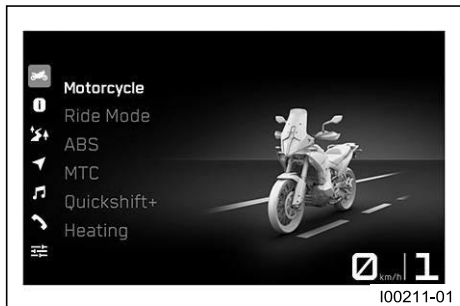 Motorcycle
Ride Mode
ABS
MTC
Quickshift+
Heating
0 km/h 1
I00211-01